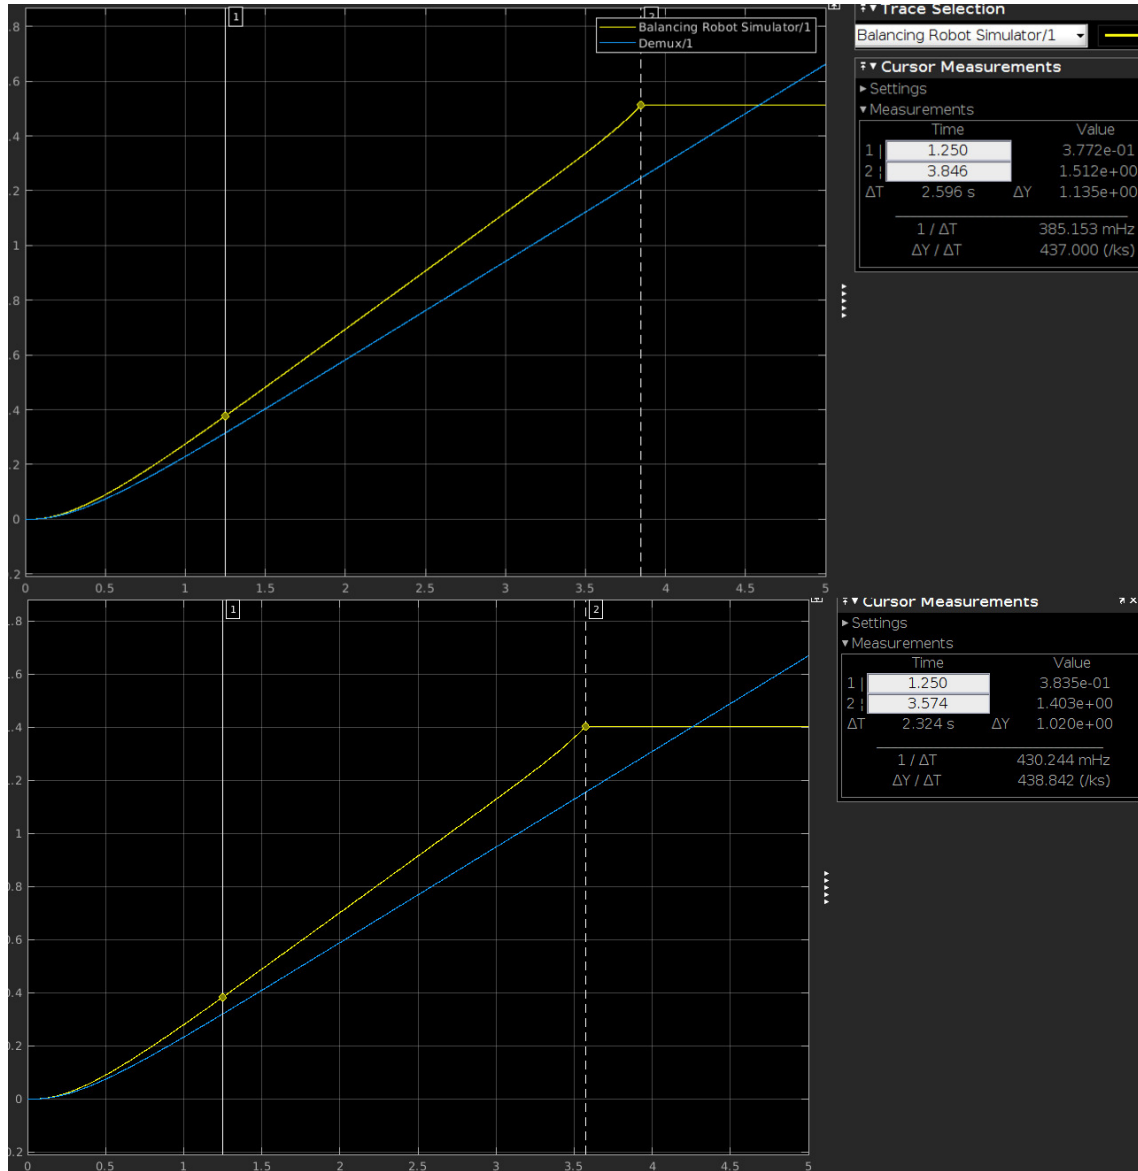 1
2
Balancing Robot Simulator/1
Demux/1
.8
.6
.4
.2
1
.8
.6
.4
.2
0
.2
0 0.5 1 1.5 2 2.5 3 3.5 4 4.5 5
Trace Selection
Balancing Robot Simulator/1
Cursor Measurements
Settings
Measurements
Time Value
1 | 1.250 3.772e-01
2 ¦ 3.846 1.512e+00
ΔT 2.596 s ΔY 1.135e+00
1 / ΔT 385.153 mHz
ΔY / ΔT 437.000 (/ks)
1
2
.8
.6
.4
.2
1
0.8
0.6
0.4
0.2
0
0.2
0 0.5 1 1.5 2 2.5 3 3.5 4 4.5 5
Cursor Measurements
Settings
Measurements
Time Value
1 | 1.250 3.835e-01
2 ¦ 3.574 1.403e+00
ΔT 2.324 s ΔY 1.020e+00
1 / ΔT 430.244 mHz
ΔY / ΔT 438.842 (/ks)